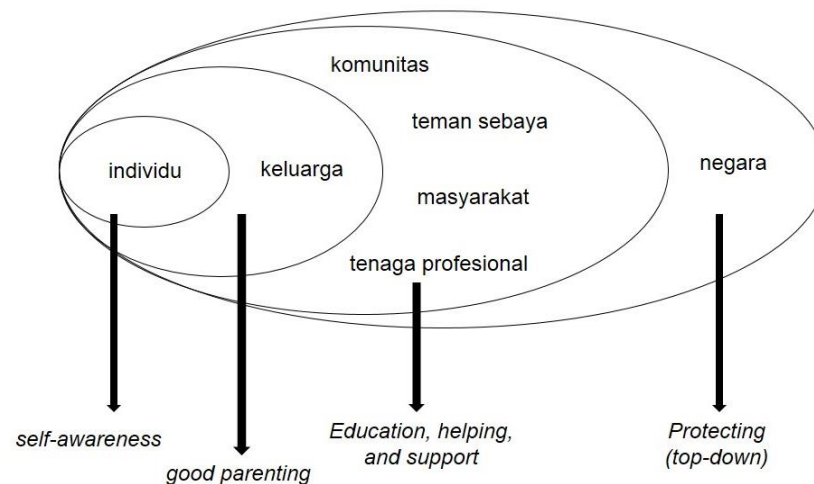 komunitas
teman sebaya
individu
keluarga
negara
masyarakat
tenaga profesional
self-awareness
good parenting
Education, helping,
and support
Protecting
(top-down)